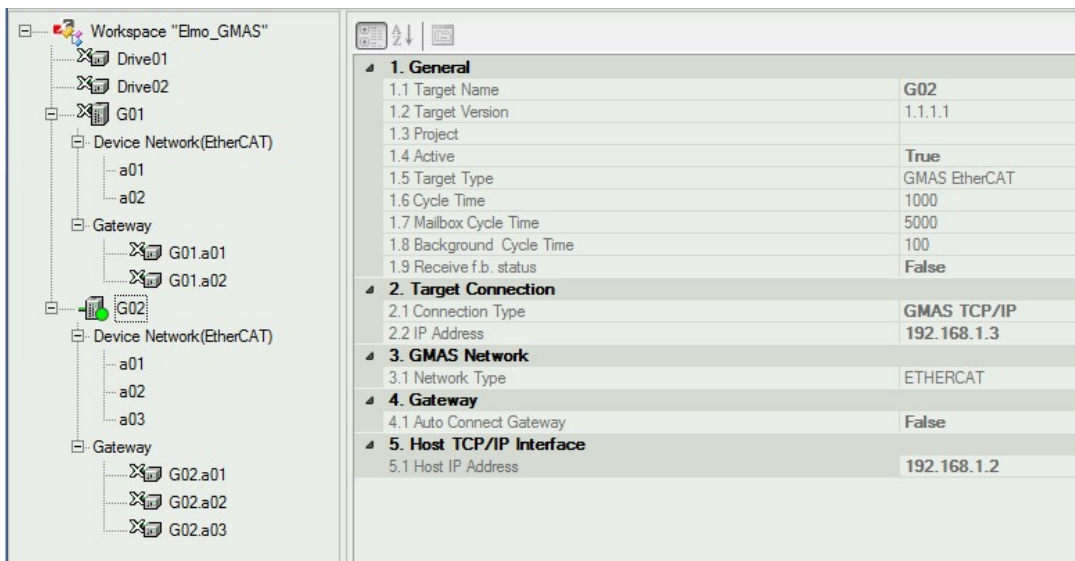 Workspace "Elmo_GMAS"
Drive01
Drive02
G01
Device Network(EtherCAT)
a01
a02
Gateway
G01.a01
G01.a02
G02
Device Network(EtherCAT)
a01
a02
a03
Gateway
G02.a01
G02.a02
G02.a03
1. General
1.1 Target Name G02
1.2 Target Version 1.1.1.1
1.3 Project
1.4 Active True
1.5 Target Type GMAS EtherCAT
1.6 Cycle Time 1000
1.7 Mailbox Cycle Time 5000
1.8 Background Cycle Time 100
1.9 Receive f.b. status False
2. Target Connection
2.1 Connection Type GMAS TCP/IP
2.2 IP Address 192.168.1.3
3. GMAS Network
3.1 Network Type ETHERCAT
4. Gateway
4.1 Auto Connect Gateway False
5. Host TCP/IP Interface
5.1 Host IP Address 192.168.1.2